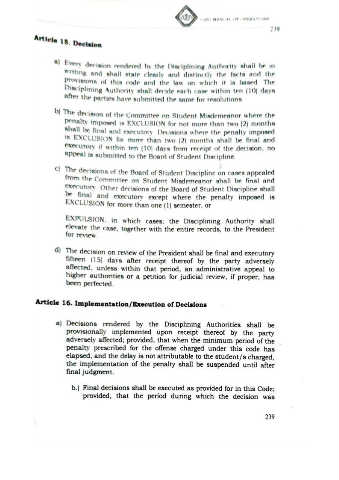 239
Article 15. Decision
a) Every decision rendered by the Disciplining Authority shall be in
writing and shall state clearly and distinctly the facts and the
provisions of this code and the law on which it is based. The
Disciplining Authority shall decide each case within ten (10) days
after the parties have submitted the same for resolutions.
b) The decision of the Committee on Student Misdemeanor where the
penalty imposed is EXCLUSION for not more than two (2) months
shall be final and executory. Decisions where the penalty imposed
is EXCLUSION for more than two (2) months shall be final and
executory if within ten (10) days from receipt of the decision, no
appeal is submitted to the Board of Student Discipline.
c) The decisions of the Board of Student Discipline on cases appealed
from the Committee on Student Misdemeanor shall be final and
executory. Other decisions of the Board of Student Discipline shall
be final and executory except where the penalty imposed is
EXCLUSION for more than one (1) semester, or
EXPULSION, in which cases; the Disciplining Authority shall
elevate the case, together with the entire records, to the President
for review.
d) The decision on review of the President shall be final and executory
fifteen (15) days after receipt thereof by the party adversely
affected, unless within that period, an administrative appeal to
higher authorities or a petition for judicial review, if proper, has
been perfected.
Article 16. Implementation/Execution of Decisions
a) Decisions rendered by the Disciplining Authorities shall be
provisionally implemented upon receipt thereof by the party
adversely affected; provided, that when the minimum period of the
penalty prescribed for the offense charged under this code has
elapsed, and the delay is not attributable to the student/s charged,
the implementation of the penalty shall be suspended until after
final judgment.
b.) Final decisions shall be executed as provided for in this Code;
provided, that the period during which the decision was
239